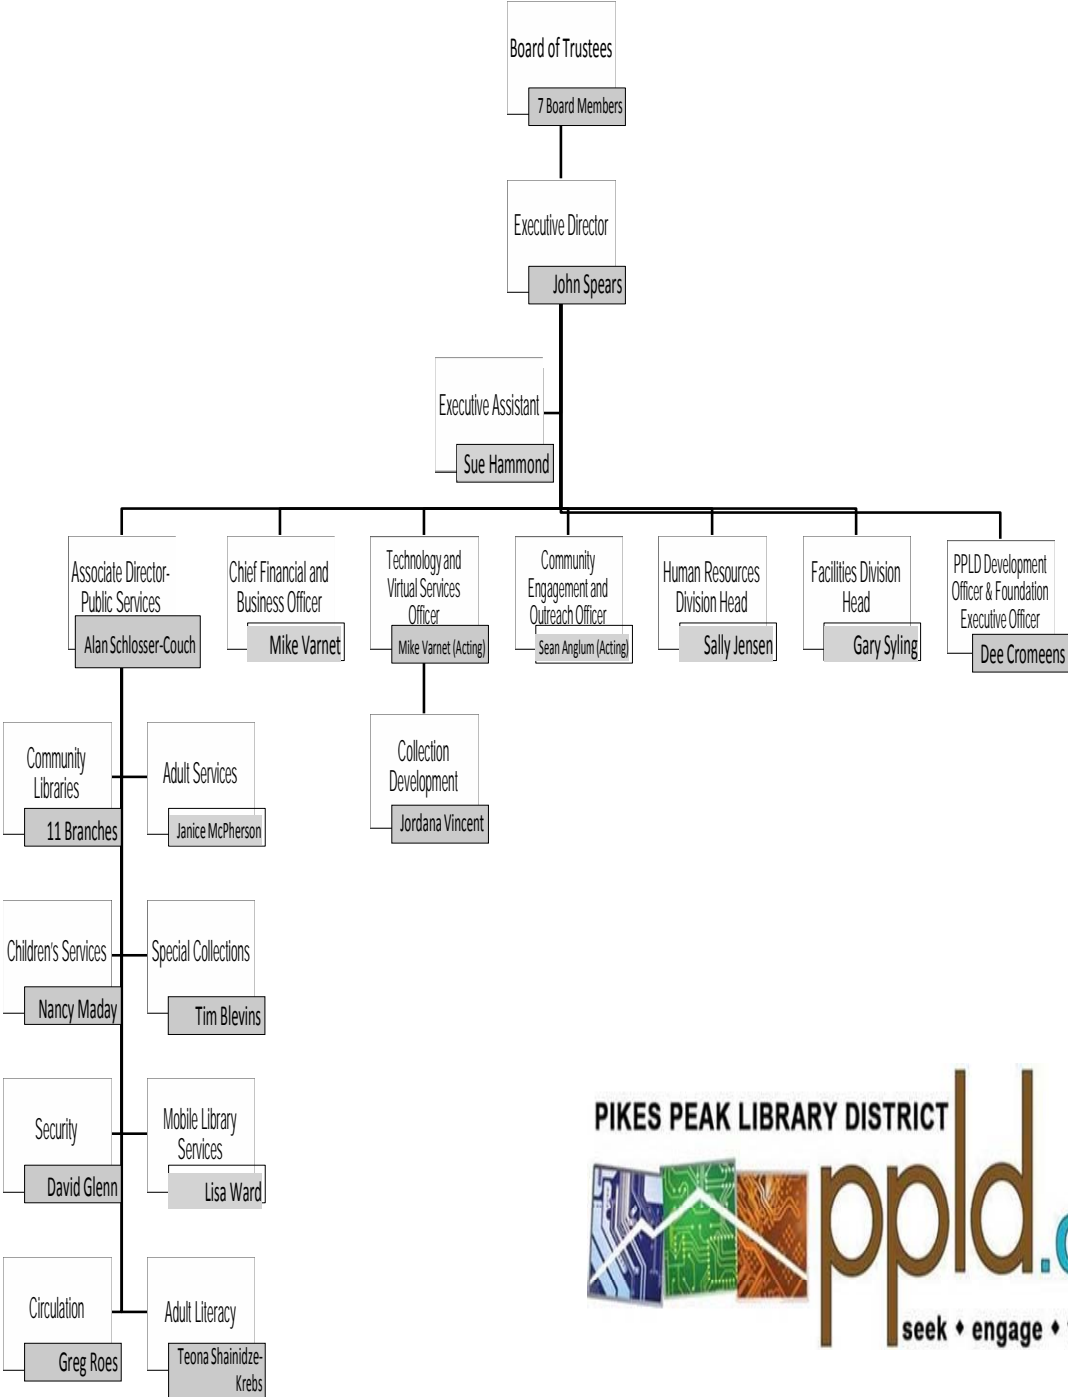 Board of Trustees
7 Board Members
Executive Director
John Spears
Executive Assistant
Sue Hammond
Associate Director-
Public Services
Alan Schlosser-Couch
Chief Financial and
Business Officer
Mike Varnet
Technology and
Virtual Services
Officer
Mike Varnet (Acting)
Community
Engagement and
Outreach Officer
Sean Anglum (Acting)
Human Resources
Division Head
Sally Jensen
Facilities Division
Head
Gary Syling
PPLD Development
Officer & Foundation
Executive Officer
Dee Cromeens
Community
Libraries
11 Branches
Adult Services
Janice McPherson
Collection
Development
Jordana Vincent
Children's Services
Nancy Maday
Special Collections
Tim Blevins
Security
David Glenn
Mobile Library
Services
Lisa Ward
Circulation
Greg Roes
Adult Literacy
Teona Shainidze-
Krebs
PIKES PEAK LIBRARY DISTRICT
ppld.
seek • engage •